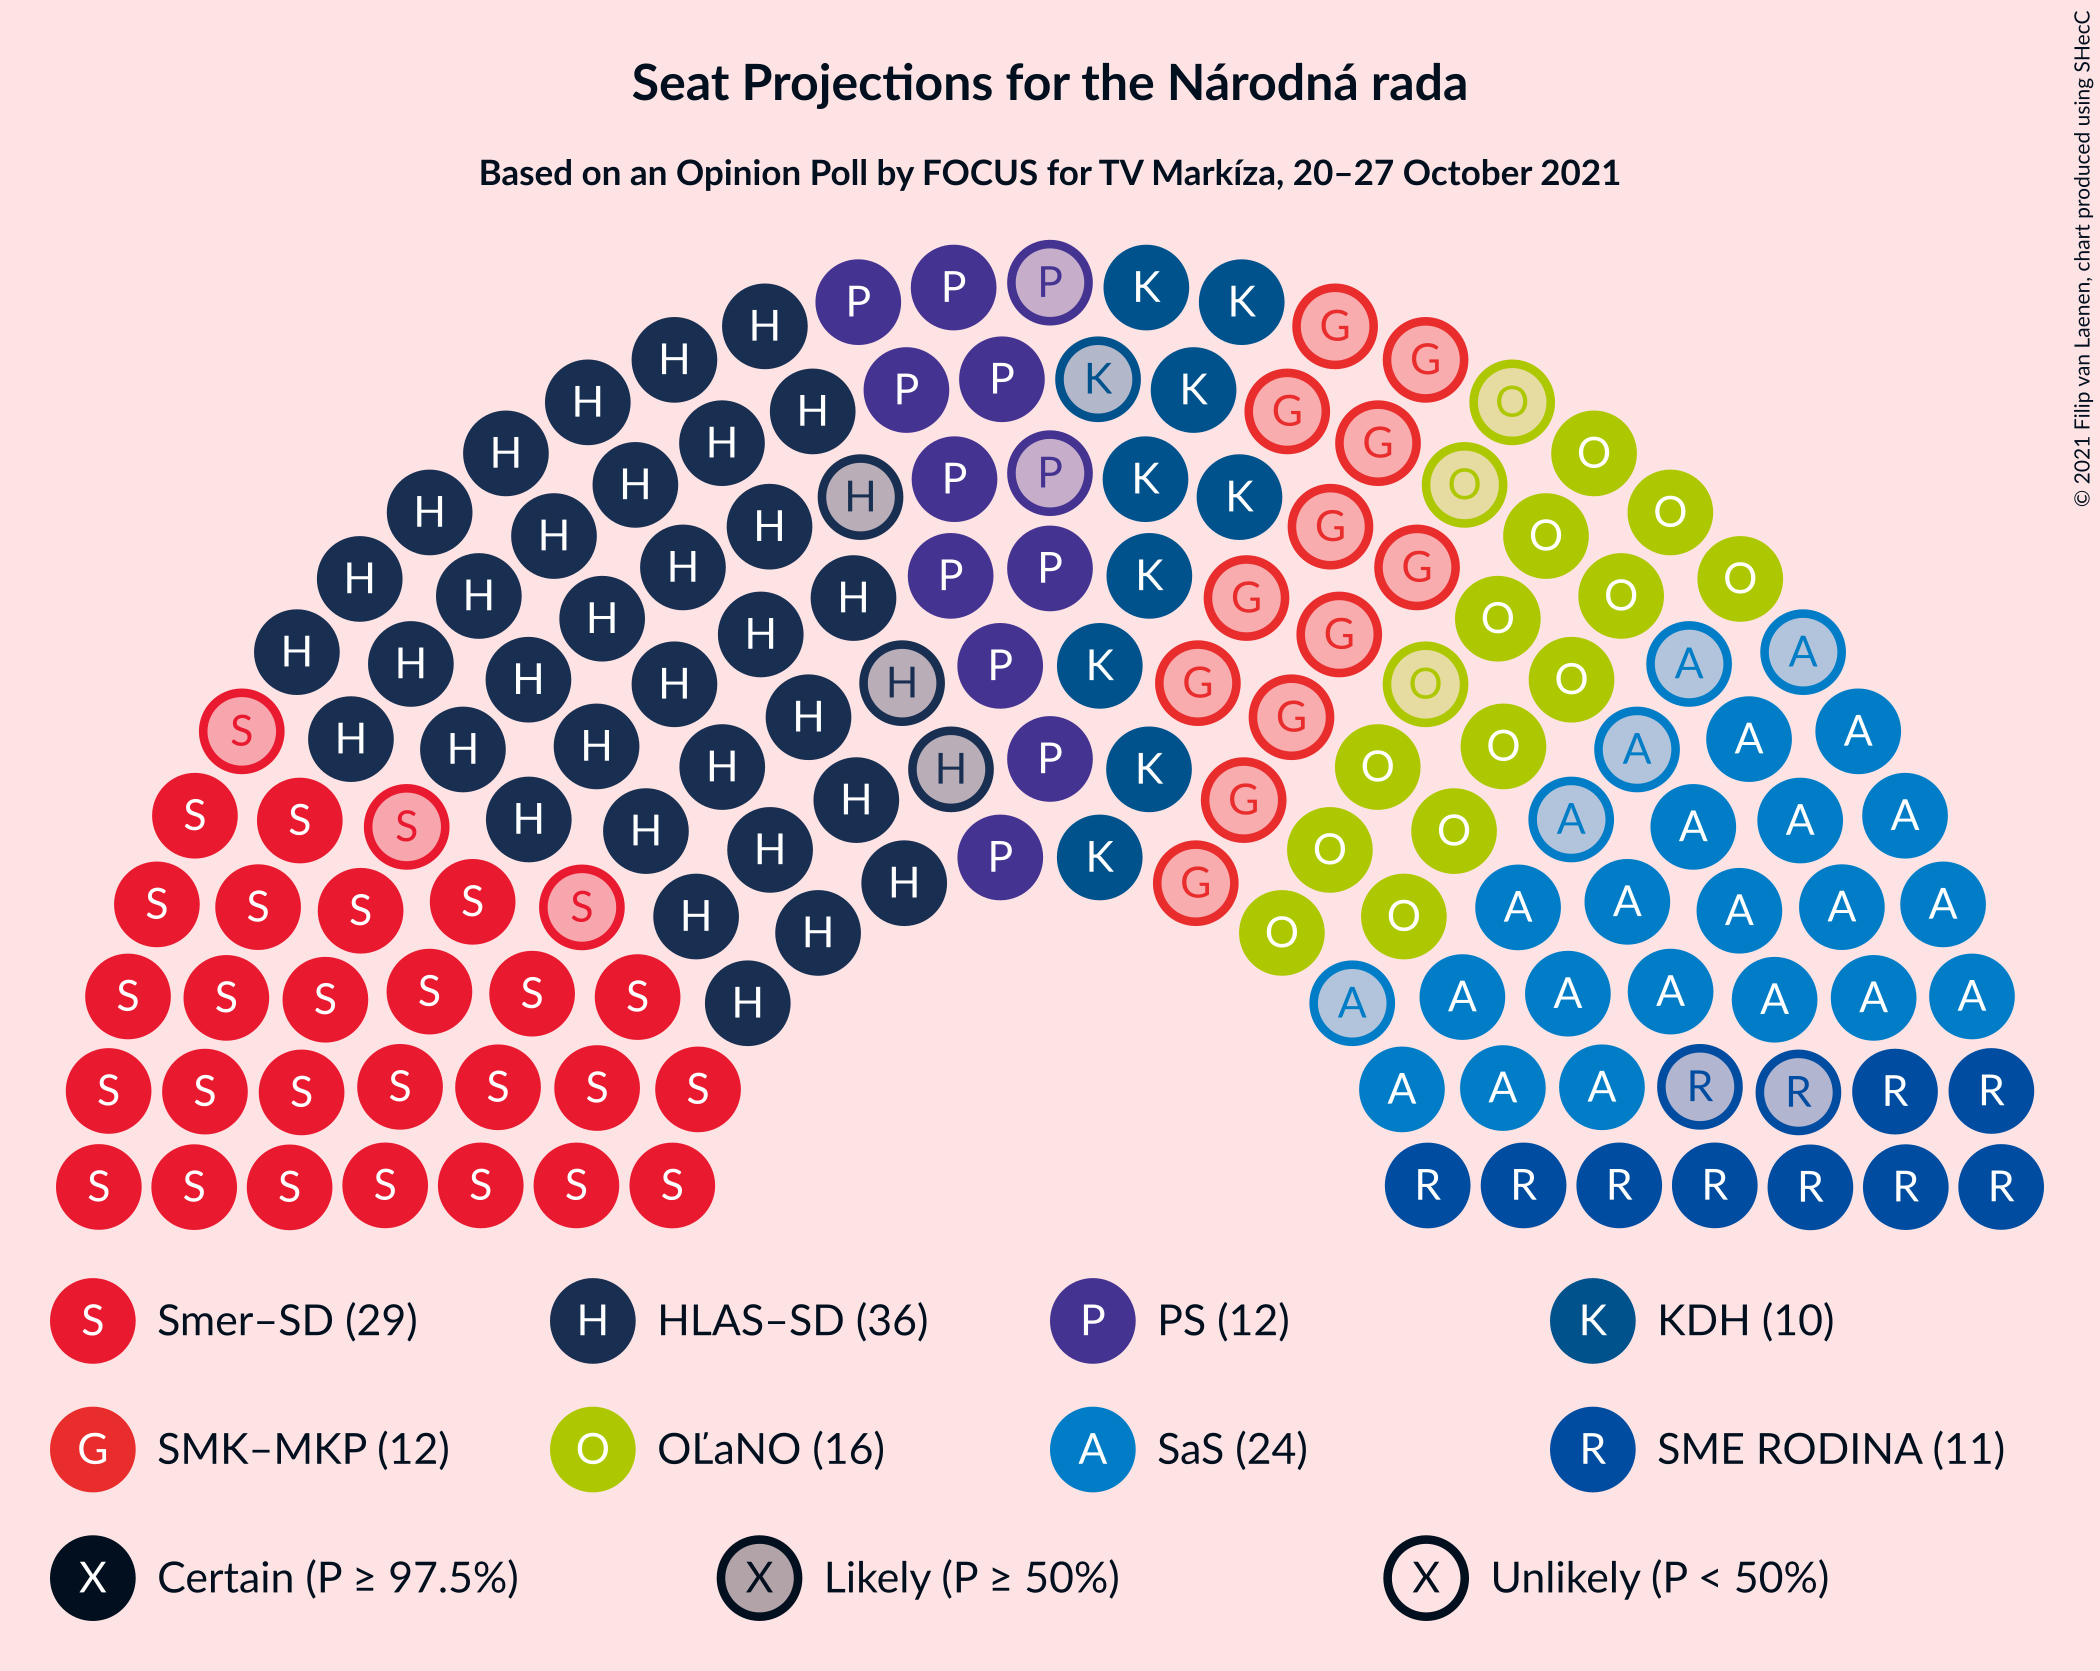 Seat Projections for the Národná rada
Based on an Opinion Poll by FOCUS for TV Markíza, 20–27 October 2021
© 2021 Filip van Laenen, chart produced using SHecC
P P P K K
H P P K K G
H H P P K K G G
H H H P P K G G O
H H H H P K G G O O
H H H H H P K G G O O O
H H H H H P K G G O O O O
H H H H H H G G O O O O A
S H H H H H H O O O O A A A
S S S H H H H O O O A A A A
S S S S S H H A A A A A A
S S S S S S H A A A A A A A
S S S S S S S A A A R R R R
S S S S S S S R R R R R R R
S Smer–SD (29)
H HLAS–SD (36)
P PS (12)
K KDH (10)
G SMK–MKP (12)
O OĽaNO (16)
A SaS (24)
R SME RODINA (11)
X Certain (P ≥ 97.5%)
X Likely (P ≥ 50%)
X Unlikely (P < 50%)